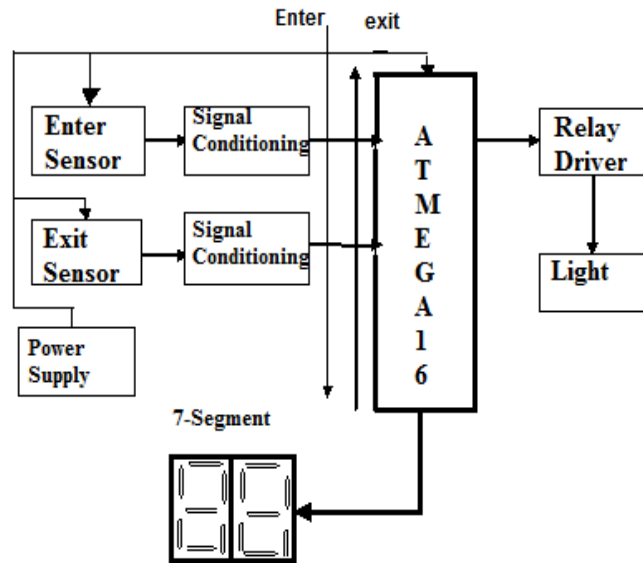 Enter
exit
Enter
Sensor
Signal
Conditioning
A
T
M
E
G
A
1
6
Relay
Driver
Exit
Sensor
Signal
Conditioning
Light
Power
Supply
7-Segment